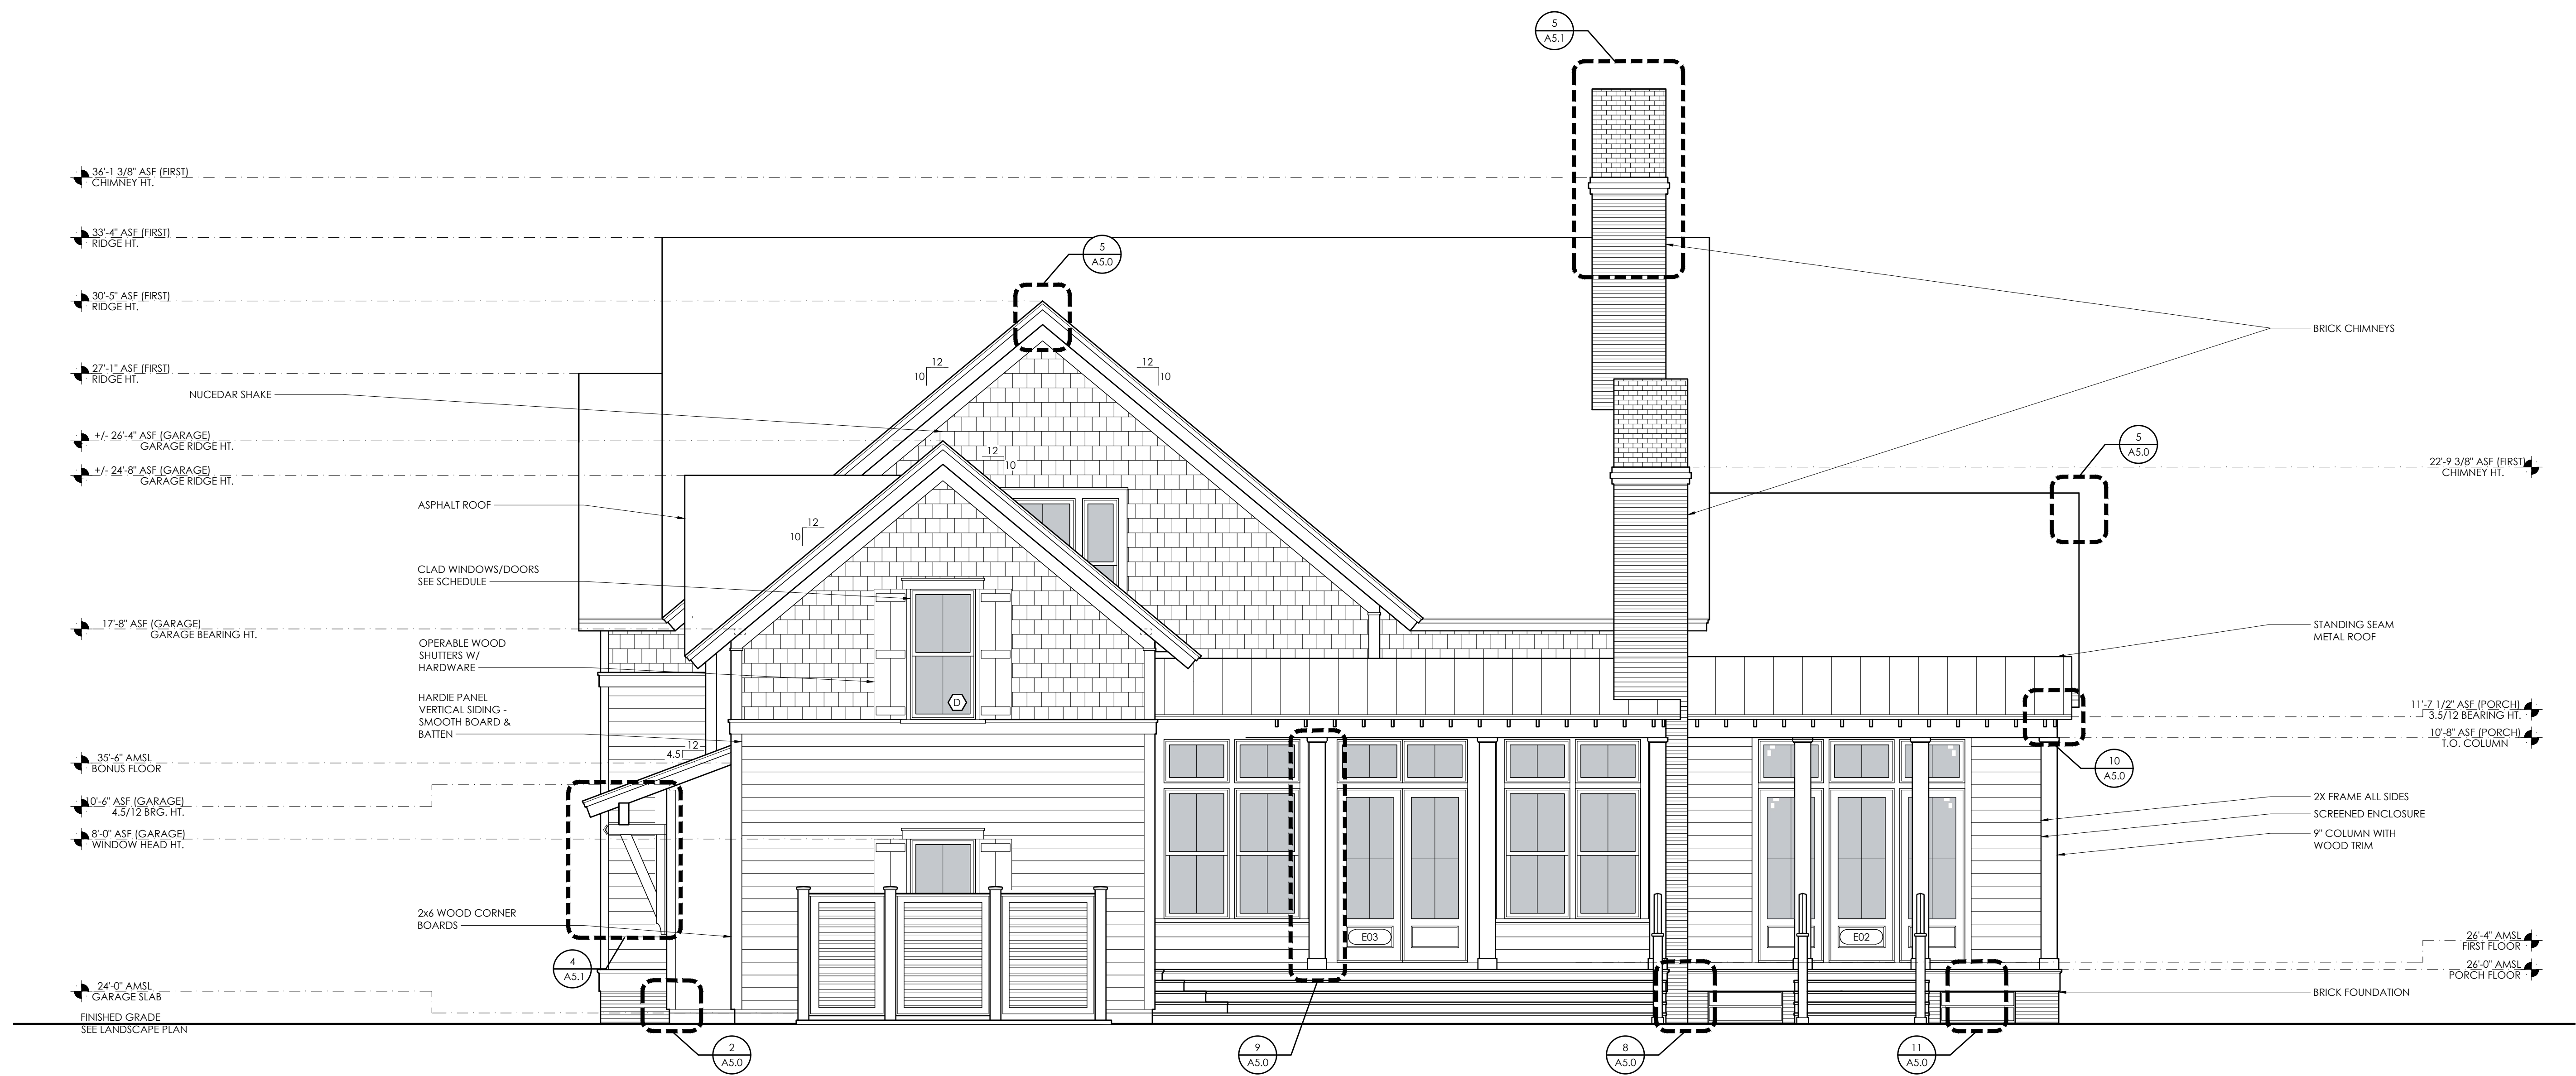 5
A5.1
36'-1 3/8" ASF (FIRST)
CHIMNEY HT.
33'-4" ASF (FIRST)
RIDGE HT.
5
A5.0
30'-5" ASF (FIRST)
RIDGE HT.
BRICK CHIMNEYS
12
10
12
10
27'-1" ASF (FIRST)
RIDGE HT.
NUCEDAR SHAKE
+/- 26'-4" ASF (GARAGE)
GARAGE RIDGE HT.
5
A5.0
12
10
+/- 24'-8" ASF (GARAGE)
GARAGE RIDGE HT.
22'-9 3/8" ASF (FIRST)
CHIMNEY HT.
ASPHALT ROOF
12
10
CLAD WINDOWS/DOORS
SEE SCHEDULE
17'-8" ASF (GARAGE)
GARAGE BEARING HT.
STANDING SEAM
METAL ROOF
OPERABLE WOOD
SHUTTERS W/
HARDWARE
D
HARDIE PANEL
VERTICAL SIDING -
SMOOTH BOARD &
BATTEN
11'-7 1/2" ASF (PORCH)
3.5/12 BEARING HT.
10'-8" ASF (PORCH)
T.O. COLUMN
12
4.5
35'-6" AMSL
BONUS FLOOR
10
A5.0
10'-6" ASF (GARAGE)
4.5/12 BRG. HT.
2X FRAME ALL SIDES
SCREENED ENCLOSURE
9" COLUMN WITH
WOOD TRIM
8'-0" ASF (GARAGE)
WINDOW HEAD HT.
2x6 WOOD CORNER
BOARDS
E03
E02
26'-4" AMSL
FIRST FLOOR
4
A5.1
26'-0" AMSL
PORCH FLOOR
24'-0" AMSL
GARAGE SLAB
BRICK FOUNDATION
FINISHED GRADE
SEE LANDSCAPE PLAN
2
A5.0
9
A5.0
8
A5.0
11
A5.0